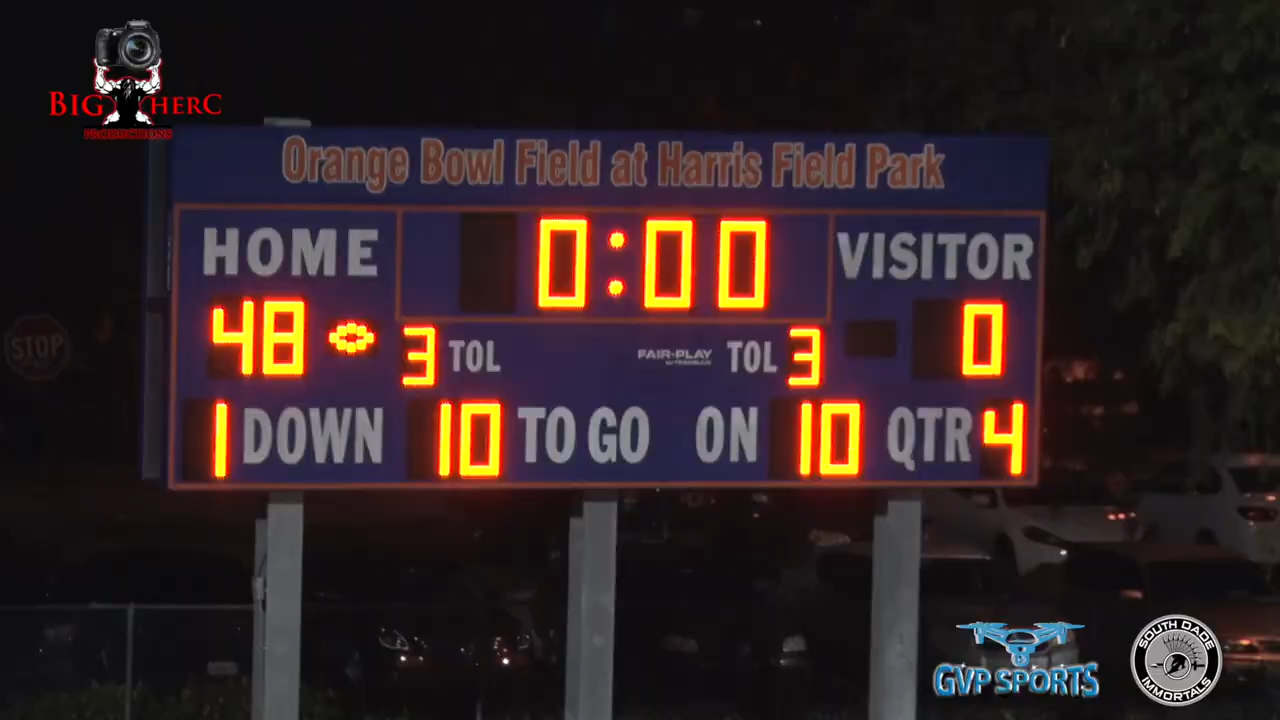 BIG HERC
PRODUCTIONS
Orange Bowl Field at Harris Field Park
HOME 0:00 VISITOR
48 3 TOL FAIR-PLAY TOL 3 0
1 DOWN 10 TO GO ON 10 QTR 4
STOP
GVP SPORTS
SOUTH DADE
IMMORTALS